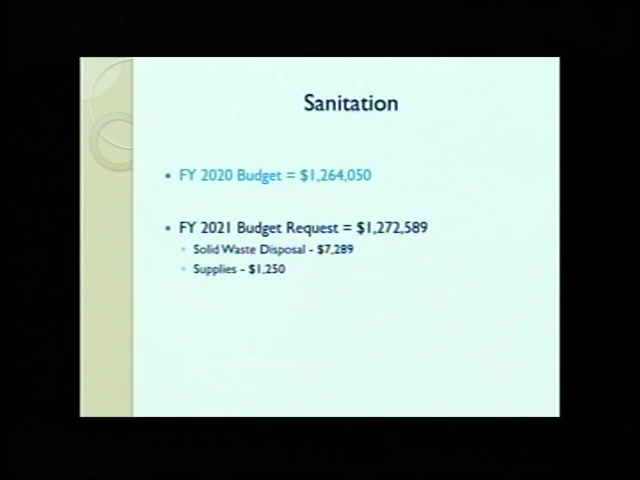 Sanitation
• FY 2020 Budget = $1,264,050
• FY 2021 Budget Request = $1,272,589
◦ Solid Waste Disposal - $7,289
◦ Supplies - $1,250